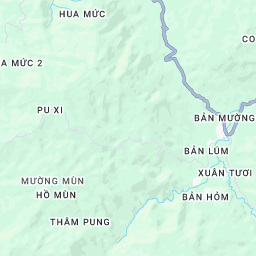 HUA MỨC
CO
A MỨC 2
PU XI
BẢN MƯỜNG
BẢN LÚM
XUÂN TƯƠI
MƯỜNG MÙN
HỒ MÙN
BẢN HỎM
THẨM PUNG